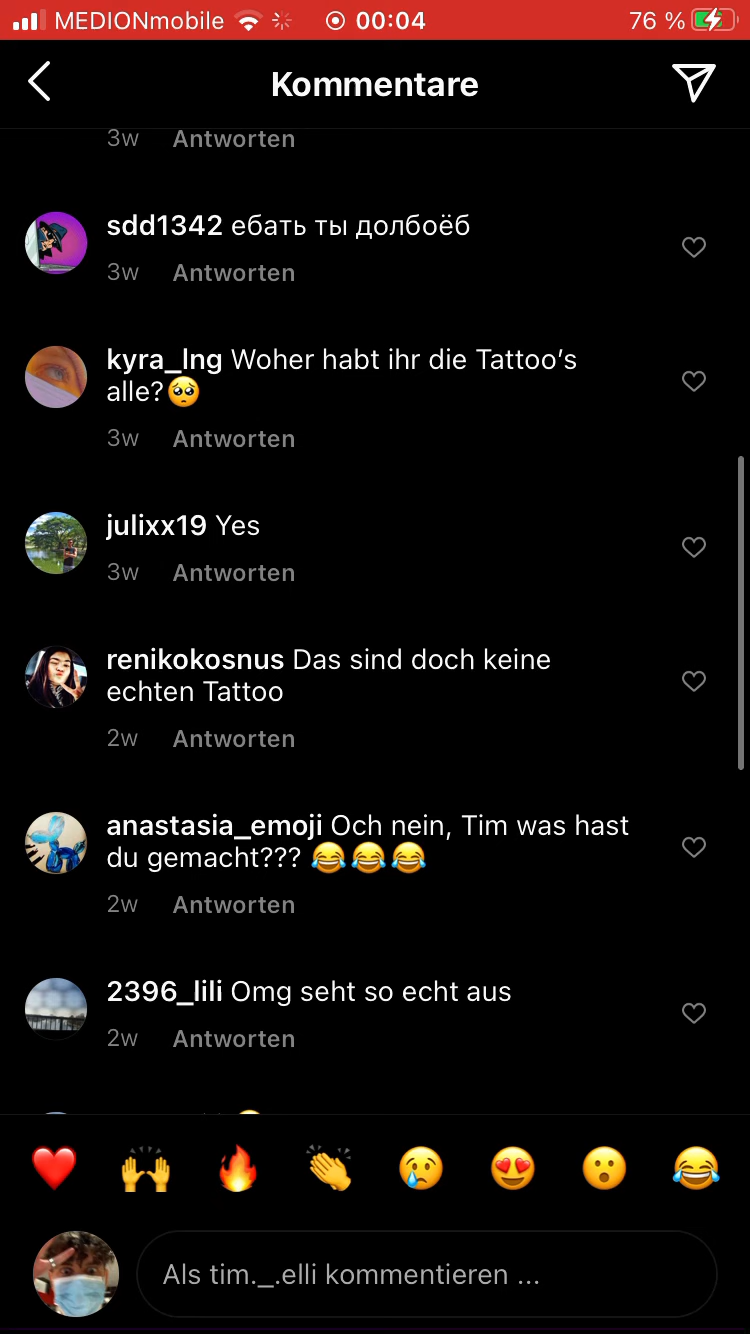 MEDIONmobile 00:04 76 %
Kommentare
3w Antworten
sdd1342 ебать ты долбоёб
3w Antworten
kyra_lng Woher habt ihr die Tattoo’s
alle?🥺
3w Antworten
julixx19 Yes
3w Antworten
renikokosnus Das sind doch keine
echten Tattoo
2w Antworten
anastasia_emoji Och nein, Tim was hast
du gemacht??? 😂😂😂
2w Antworten
2396_lili Omg seht so echt aus
2w Antworten
❤️ 🙌 🔥 👏 😢 😍 😮 😂
Als tim._.elli kommentieren ...